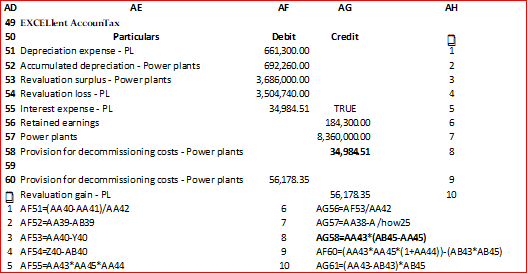 AD AE AF AG AH
49 EXCELlent AccounTax
50 Particulars Debit Credit
51 Depreciation expense - PL 661,300.00 1
52 Accumulated depreciation - Power plants 692,260.00 2
53 Revaluation surplus - Power plants 3,686,000.00 3
54 Revaluation loss - PL 3,504,740.00 4
55 Interest expense - PL 34,984.51 TRUE 5
56 Retained earnings 184,300.00 6
57 Power plants 8,360,000.00 7
58 Provision for decommissioning costs - Power plants 34,984.51 8
59
60 Provision for decommissioning costs - Power plants 56,178.35 9
Revaluation gain - PL 56,178.35 10
1 AF51=(AA40-AA41)/AA42 6 AG56=AF53/AA42
2 AF52=AA39-AB39 7 AG57=AA38-A /how25
3 AF53=AA40-Y40 8 AG58=AA43*(AB45-AA45)
4 AF54=Z40-AB40 9 AF60=(AA43*AA45*(1+AA44))-(AB43*AB45)
5 AF55=AA43*AA45*AA44 10 AG61=(AA43-AB43)*AB45